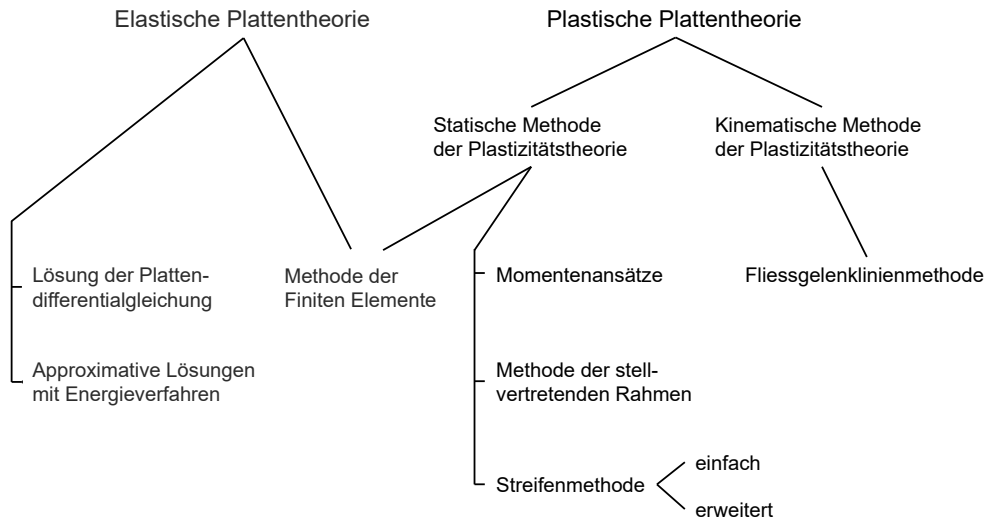 Elastische Plattentheorie
Plastische Plattentheorie
Statische Methode
der Plastizitätstheorie
Kinematische Methode
der Plastizitätstheorie
Lösung der Platten-
differentialgleichung
Methode der
Finiten Elemente
Momentenansätze
Fliessgelenklinienmethode
Approximative Lösungen
mit Energieverfahren
Methode der stell-
vertretenden Rahmen
Streifenmethode
einfach
erweitert